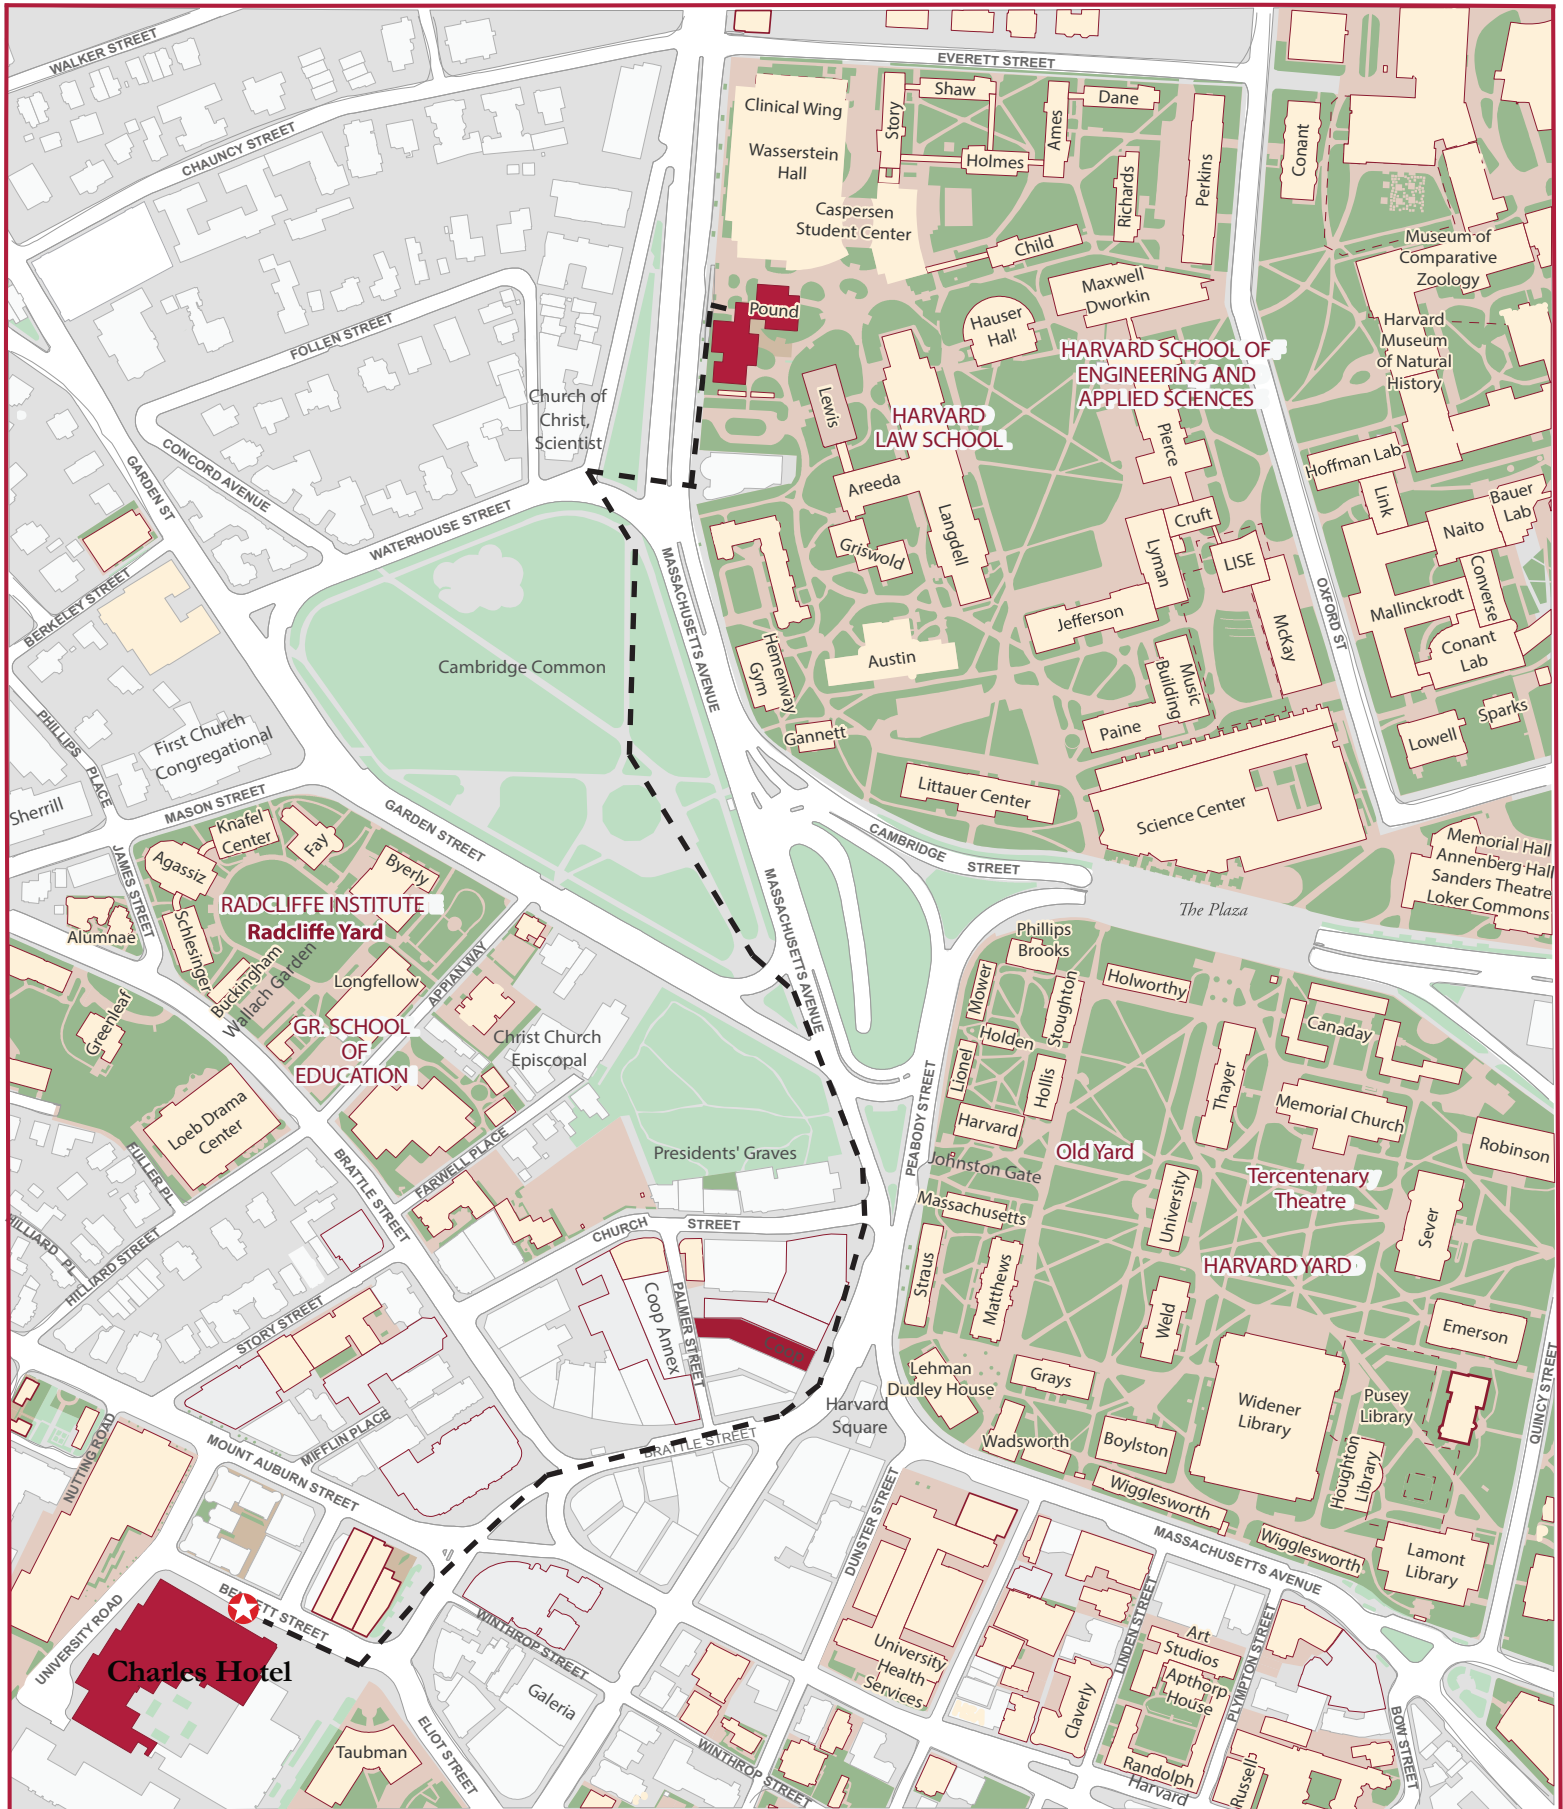 WALKER STREET
EVERETT STREET
CHAUNCY STREET
Clinical Wing
Wasserstein
Hall
Story
Shaw
Ames
Dane
Holmes
Richards
Perkins
Conant
Caspersen
Student Center
Child
Museum of
Comparative
Zoology
Maxwell
Dworkin
Pound
Hauser
Hall
FOLLEN STREET
Harvard
Museum
of Natural
History
HARVARD SCHOOL OF
ENGINEERING AND
APPLIED SCIENCES
Church of
Christ,
Scientist
Lewis
HARVARD
LAW SCHOOL
Pierce
CONCORD AVENUE
GARDEN ST
Hoffman Lab
Areeda
Link
Bauer
Lab
Cruft
Naito
WATERHOUSE STREET
Langdell
Griswold
Lyman
LISE
MASSACHUSETTS AVENUE
BERKELEY STREET
Converse
Mallinckrodt
OXFORD ST
Jefferson
McKay
Conant
Lab
Cambridge Common
Hemenway
Gym
Austin
Music
Building
PHILLIPS PLACE
First Church
Congregational
Gannett
Paine
Sparks
Lowell
Sherrill
MASON STREET
Littauer Center
Science Center
GARDEN STREET
Knafel
Center
Fay
CAMBRIDGE STREET
Memorial Hall
Annenberg Hall
Sanders Theatre
Loker Commons
JAMES STREET
Agassiz
Byerly
MASSACHUSETTS AVENUE
RADCLIFFE INSTITUTE
Radcliffe Yard
The Plaza
Alumnae
Schlesinger
Buckingham
Wallach Garden
Longfellow
APPIAN WAY
Phillips
Brooks
Mower
Stoughton
Holworthy
Greenleaf
GR. SCHOOL
OF
EDUCATION
Christ Church
Episcopal
Holden
Canaday
Lionel
Hollis
Thayer
Loeb Drama
Center
PEABODY STREET
Harvard
Memorial Church
Robinson
FULLER PL
BRATTLE STREET
FARWELL PLACE
Presidents' Graves
Johnston Gate
Old Yard
Tercentenary
Theatre
HILLIARD PL
HILLIARD STREET
CHURCH STREET
Massachusetts
University
Sever
HARVARD YARD
Straus
Matthews
Weld
STORY STREET
Coop Annex
PALMER STREET
Coop
Emerson
Lehman
Dudley House
Grays
Widener
Library
Pusey
Library
QUINCY STREET
Harvard
Square
NUTTING ROAD
MOUNT AUBURN STREET
MIFFLIN PLACE
BRATTLE STREET
Wadsworth
Boylston
Houghton
Library
DUNSTER STREET
Wigglesworth
MASSACHUSETTS AVENUE
Wigglesworth
Lamont
Library
UNIVERSITY ROAD
BENNETT STREET
WINTHROP STREET
LINDEN STREET
PLYMPTON STREET
University
Health
Services
Art
Studios
Apthorp
House
Charles Hotel
Galeria
Claverly
ELIOT STREET
BOW STREET
Taubman
WINTHROP STREET
Randolph
Harvard
Russell